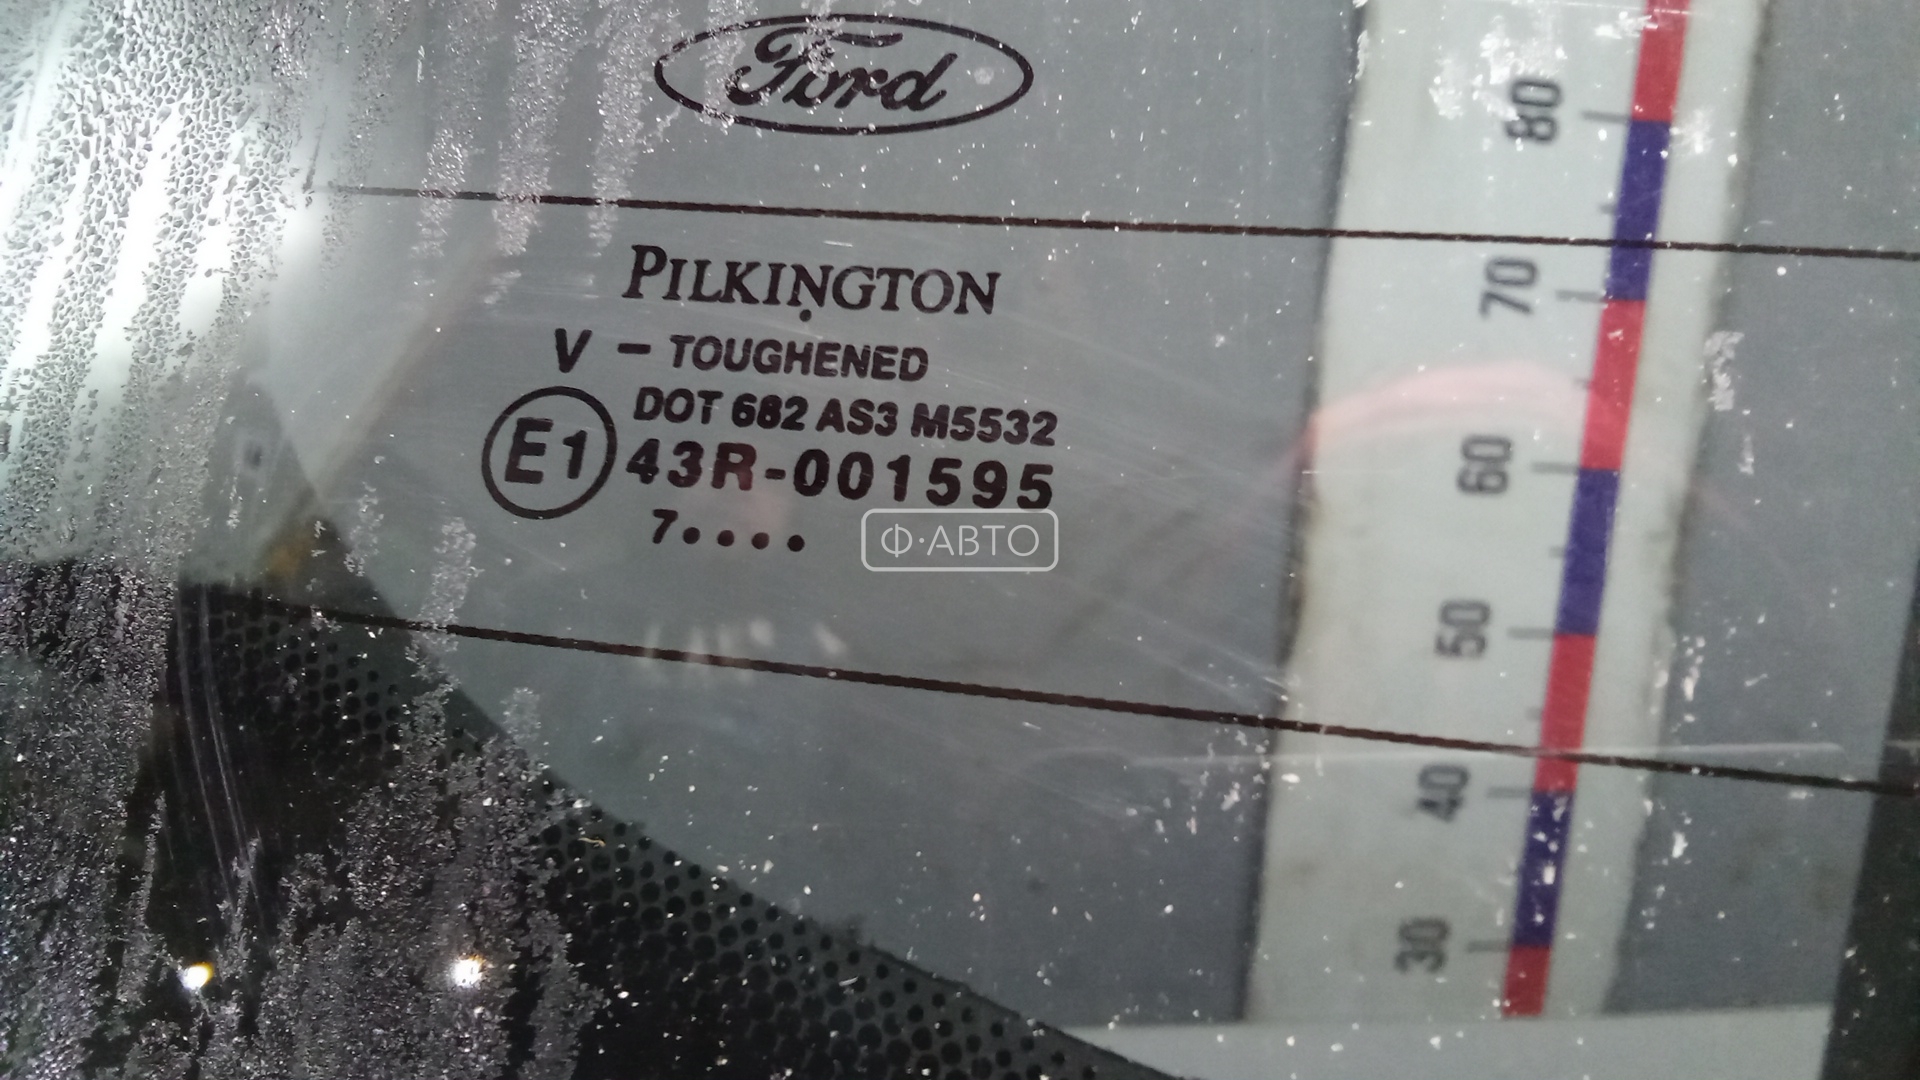 Ford
PILKINGTON
V - TOUGHENED
DOT 682 AS3 M5532
E1 43R-001595
7••••
Ф·АВТО
80
70
60
50
40
30